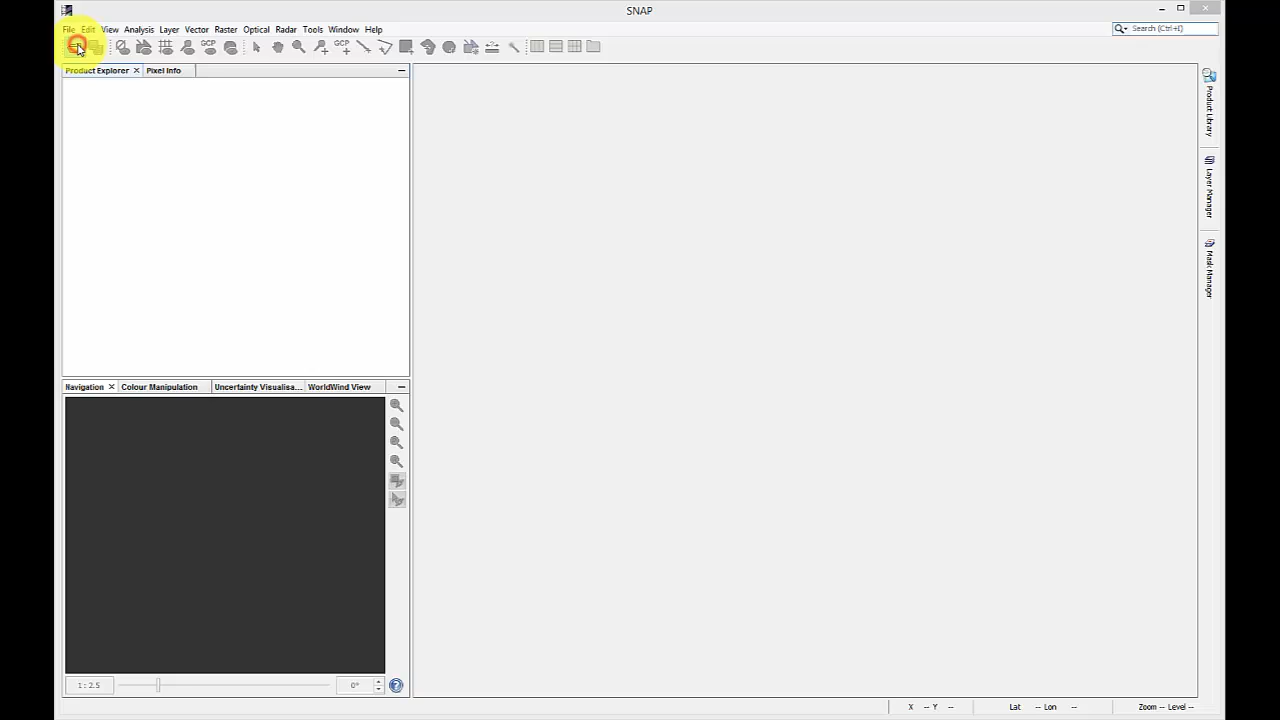 SNAP
File Edit View Analysis Layer Vector Raster Optical Radar Tools Window Help
Search (Ctrl+I)
GCP GCP
Product Explorer Pixel Info
Product Library
Layer Manager
Mask Manager
Navigation Colour Manipulation Uncertainty Visualisa... WorldWind View
1 : 2.5 0°
X -- Y -- Lat -- Lon -- Zoom -- Level --